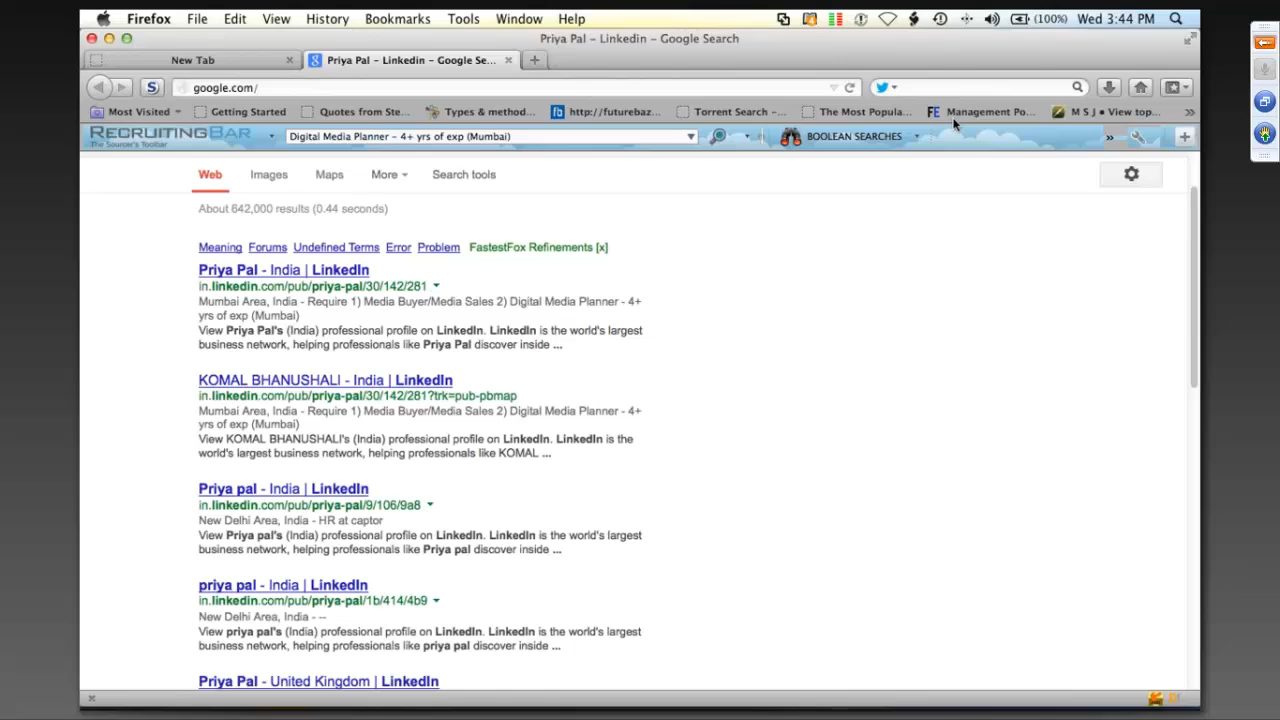 Firefox File Edit View History Bookmarks Tools Window Help (100%) Wed 3:44 PM
Priya Pal – Linkedin – Google Search
New Tab Priya Pal – Linkedin – Google Se...
google.com/
Most Visited Getting Started Quotes from Ste... Types & method... http://futurebaz... Torrent Search –... The Most Popula... FE Management Po... M S J • View top... »
RECRUITINGBAR Digital Media Planner - 4+ yrs of exp (Mumbai) BOOLEAN SEARCHES »
The Sourcer's Toolbar
Web Images Maps More Search tools
About 642,000 results (0.44 seconds)
Meaning Forums Undefined Terms Error Problem FastestFox Refinements [x]
Priya Pal - India | LinkedIn
in.linkedin.com/pub/priya-pal/30/142/281
Mumbai Area, India - Require 1) Media Buyer/Media Sales 2) Digital Media Planner - 4+
yrs of exp (Mumbai)
View Priya Pal's (India) professional profile on LinkedIn. LinkedIn is the world's largest
business network, helping professionals like Priya Pal discover inside ...
KOMAL BHANUSHALI - India | LinkedIn
in.linkedin.com/pub/priya-pal/30/142/281?trk=pub-pbmap
Mumbai Area, India - Require 1) Media Buyer/Media Sales 2) Digital Media Planner - 4+
yrs of exp (Mumbai)
View KOMAL BHANUSHALI's (India) professional profile on LinkedIn. LinkedIn is the
world's largest business network, helping professionals like KOMAL ...
Priya pal - India | LinkedIn
in.linkedin.com/pub/priya-pal/9/106/9a8
New Delhi Area, India - HR at captor
View Priya pal's (India) professional profile on LinkedIn. LinkedIn is the world's largest
business network, helping professionals like Priya pal discover inside ...
priya pal - India | LinkedIn
in.linkedin.com/pub/priya-pal/1b/414/4b9
New Delhi Area, India - --
View priya pal's (India) professional profile on LinkedIn. LinkedIn is the world's largest
business network, helping professionals like priya pal discover inside ...
Priya Pal - United Kingdom | LinkedIn